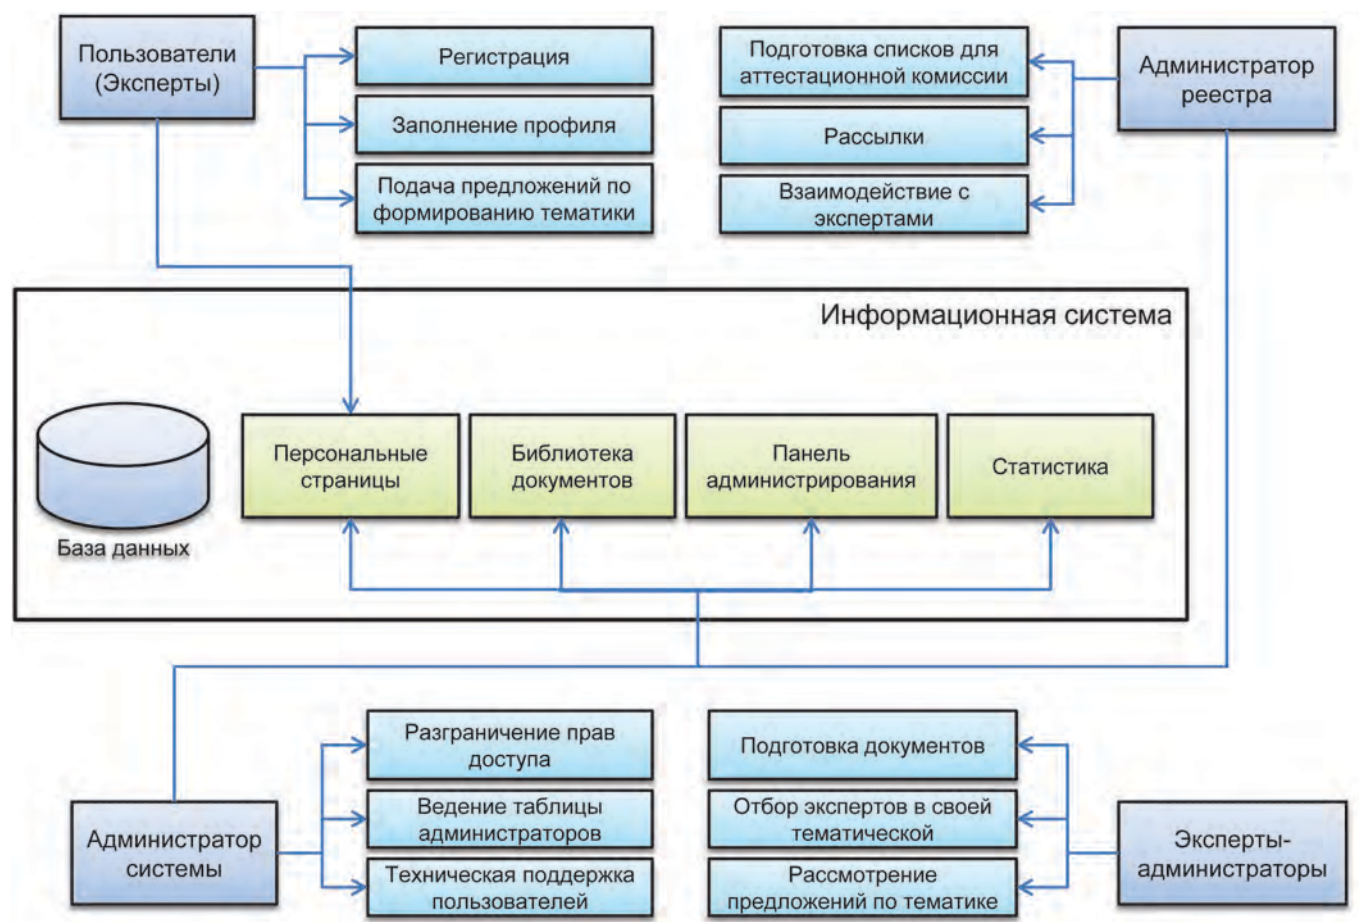 Пользователи
(Эксперты)
Регистрация
Заполнение профиля
Подача предложений по
формированию тематики
Подготовка списков для
аттестационной комиссии
Рассылки
Взаимодействие с
экспертами
Администратор
реестра
Информационная система
База данных
Персональные
страницы
Библиотека
документов
Панель
администрирования
Статистика
Администратор
системы
Разграничение прав
доступа
Ведение таблицы
администраторов
Техническая поддержка
пользователей
Подготовка документов
Отбор экспертов в своей
тематической
Рассмотрение
предложений по тематике
Эксперты-
администраторы